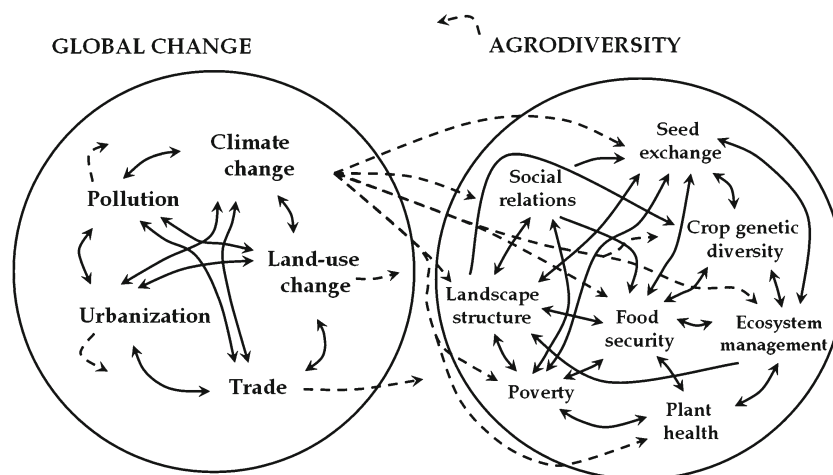 GLOBAL CHANGE
Climate
change
Pollution
Land-use
change
Urbanization
Trade
AGRODIVERSITY
Seed
exchange
Social
relations
Crop genetic
diversity
Landscape
structure
Food
security
Ecosystem
management
Poverty
Plant
health